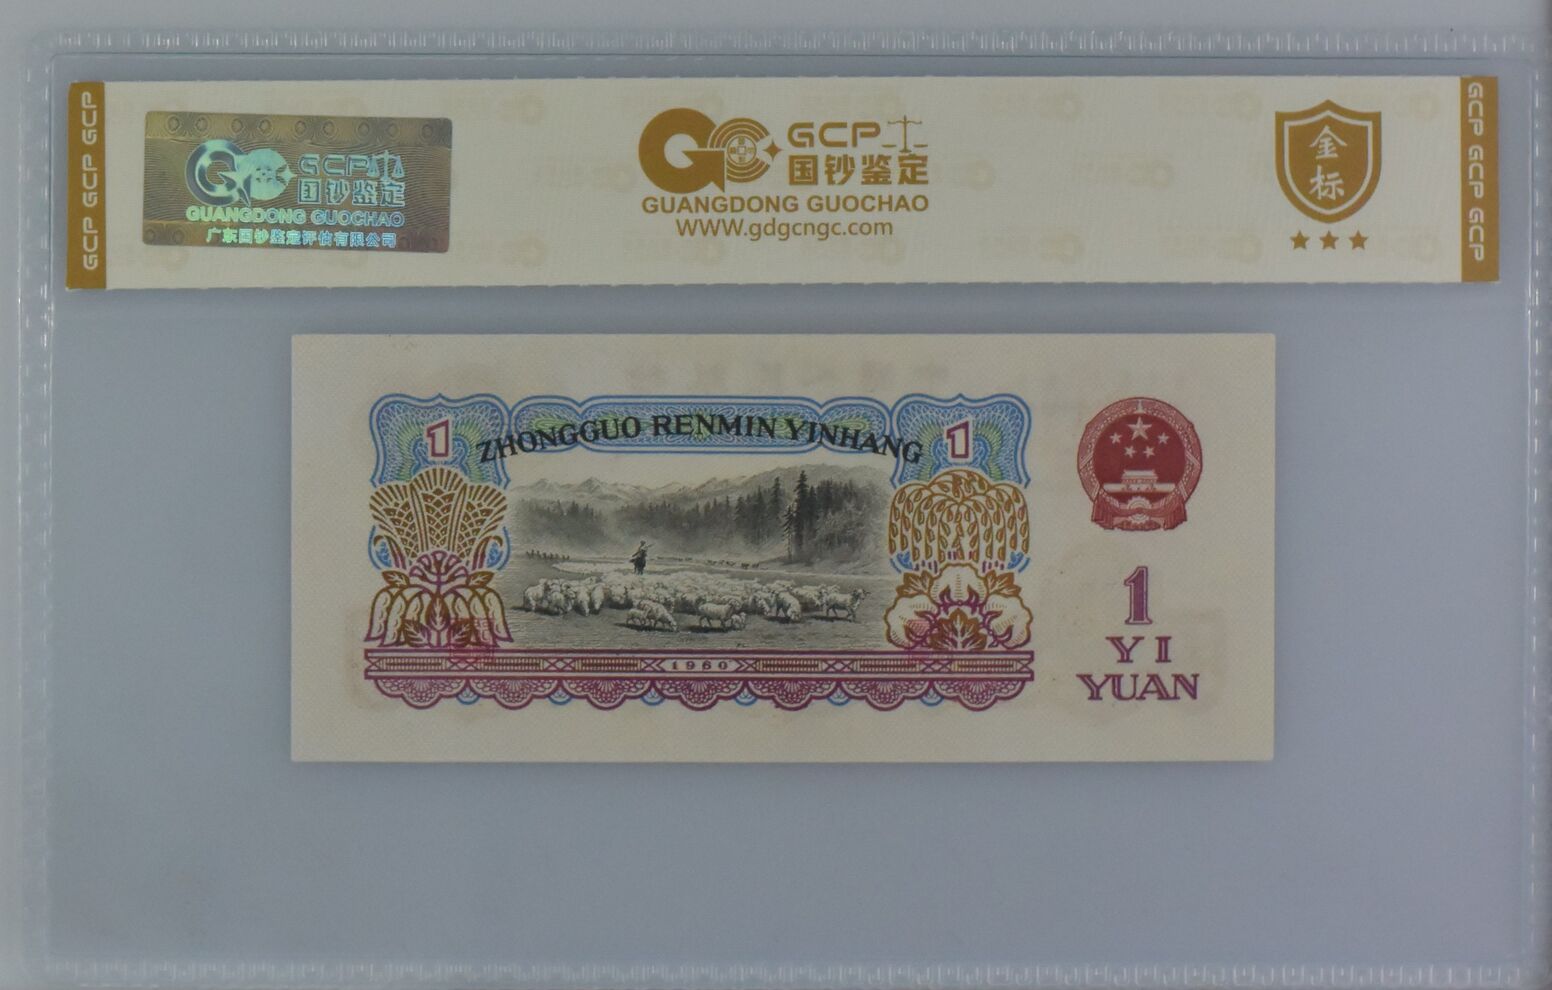 GCP GCP GCP
GCP 国钞鉴定
GUANGDONG GUOCHAO
广东国钞鉴定评估有限公司
GCP
国钞鉴定
GUANGDONG GUOCHAO
WWW.gdgcngc.com
金标
GCP GCP GCP
1
ZHONGGUO RENMIN YINHANG
1
1960
1
YI
YUAN